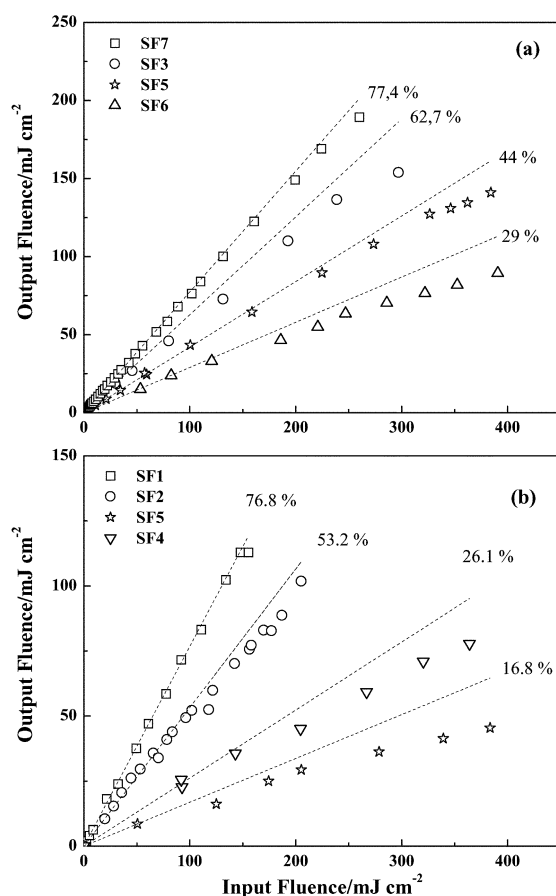 250
200
150
100
50
0
Output Fluence/mJ cm-2
SF7
SF3
SF5
SF6
(a)
77,4 %
62,7 %
44 %
29 %
0 100 200 300 400
150
100
50
0
Output Fluence/mJ cm-2
SF1
SF2
SF5
SF4
(b)
76.8 %
53.2 %
26.1 %
16.8 %
0 100 200 300 400
Input Fluence/mJ cm-2